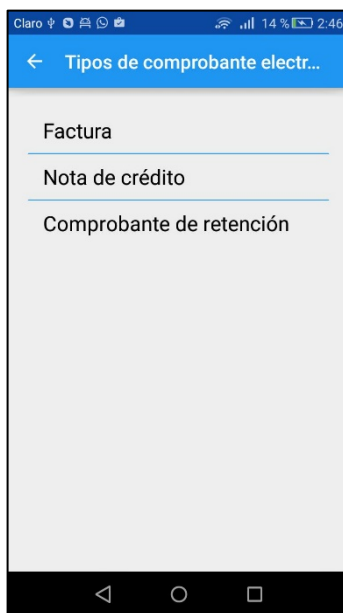 Claro 14 % 2:46
Tipos de comprobante electr...
Factura
Nota de crédito
Comprobante de retención